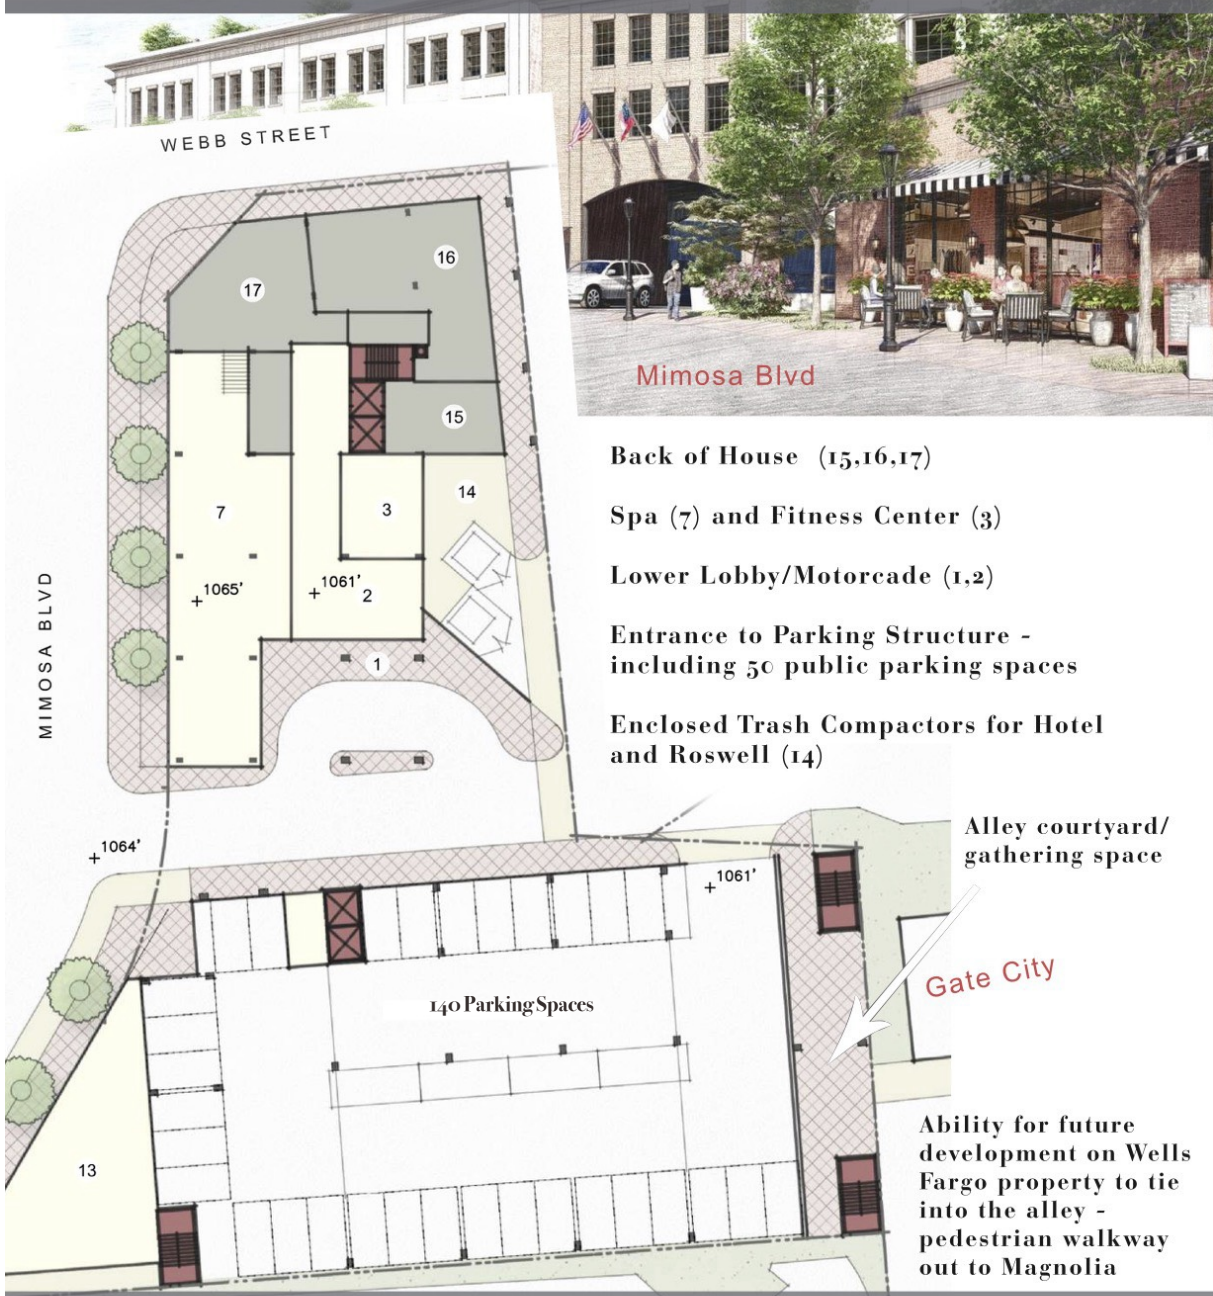 WEBB STREET
16
17
15
Mimosa Blvd
Back of House (15,16,17)
Spa (7) and Fitness Center (3)
Lower Lobby/Motorcade (1,2)
Entrance to Parking Structure -
including 50 public parking spaces
Enclosed Trash Compactors for Hotel
and Roswell (14)
14
3
7
1065'
1061'
2
MIMOSA BLVD
1
1064'
1061'
Alley courtyard/
gathering space
Gate City
140 Parking Spaces
13
Ability for future
development on Wells
Fargo property to tie
into the alley -
pedestrian walkway
out to Magnolia